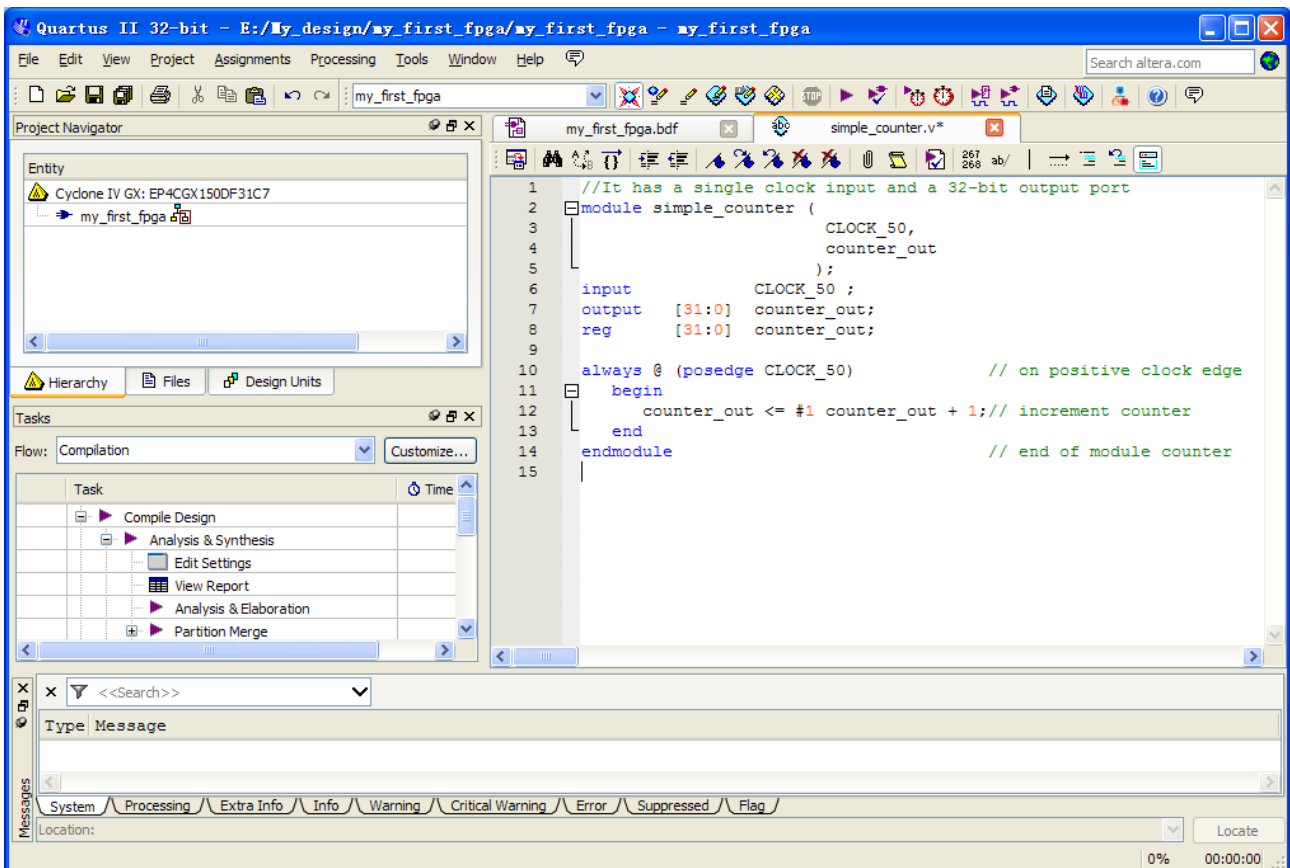 Quartus II 32-bit - E:/My_design/my_first_fpga/my_first_fpga - my_first_fpga
File Edit View Project Assignments Processing Tools Window Help
Search altera.com
my_first_fpga
STOP
Project Navigator
Entity
Cyclone IV GX: EP4CGX150DF31C7
my_first_fpga
Hierarchy Files Design Units
Tasks
Flow: Compilation Customize...
Task Time
Compile Design
Analysis & Synthesis
Edit Settings
View Report
Analysis & Elaboration
Partition Merge
my_first_fpga.bdf abc simple_counter.v*
267
268 ab/
1 //It has a single clock input and a 32-bit output port
2 module simple_counter (
3 CLOCK_50,
4 counter_out
5 );
6 input CLOCK_50 ;
7 output [31:0] counter_out;
8 reg [31:0] counter_out;
9
10 always @ (posedge CLOCK_50) // on positive clock edge
11 begin
12 counter_out <= #1 counter_out + 1;// increment counter
13 end
14 endmodule // end of module counter
15
Messages
<<Search>>
Type Message
System Processing Extra Info Info Warning Critical Warning Error Suppressed Flag
Location: Locate
0% 00:00:00